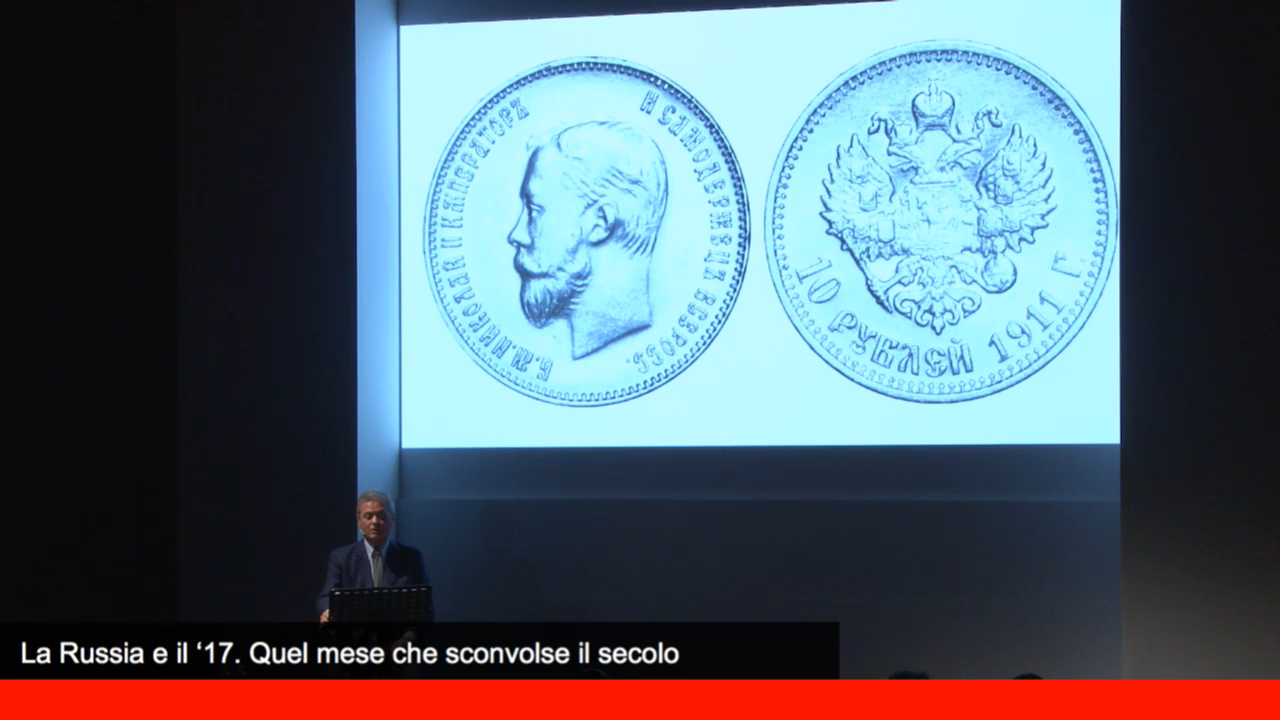 Б.М.НИКОЛАЙ II ИМПЕРАТОРЪ И САМОДЕРЖЕЦЪ ВСЕРОСС.
10 РУБЛЕЙ 1911 Г.
La Russia e il ‘17. Quel mese che sconvolse il secolo